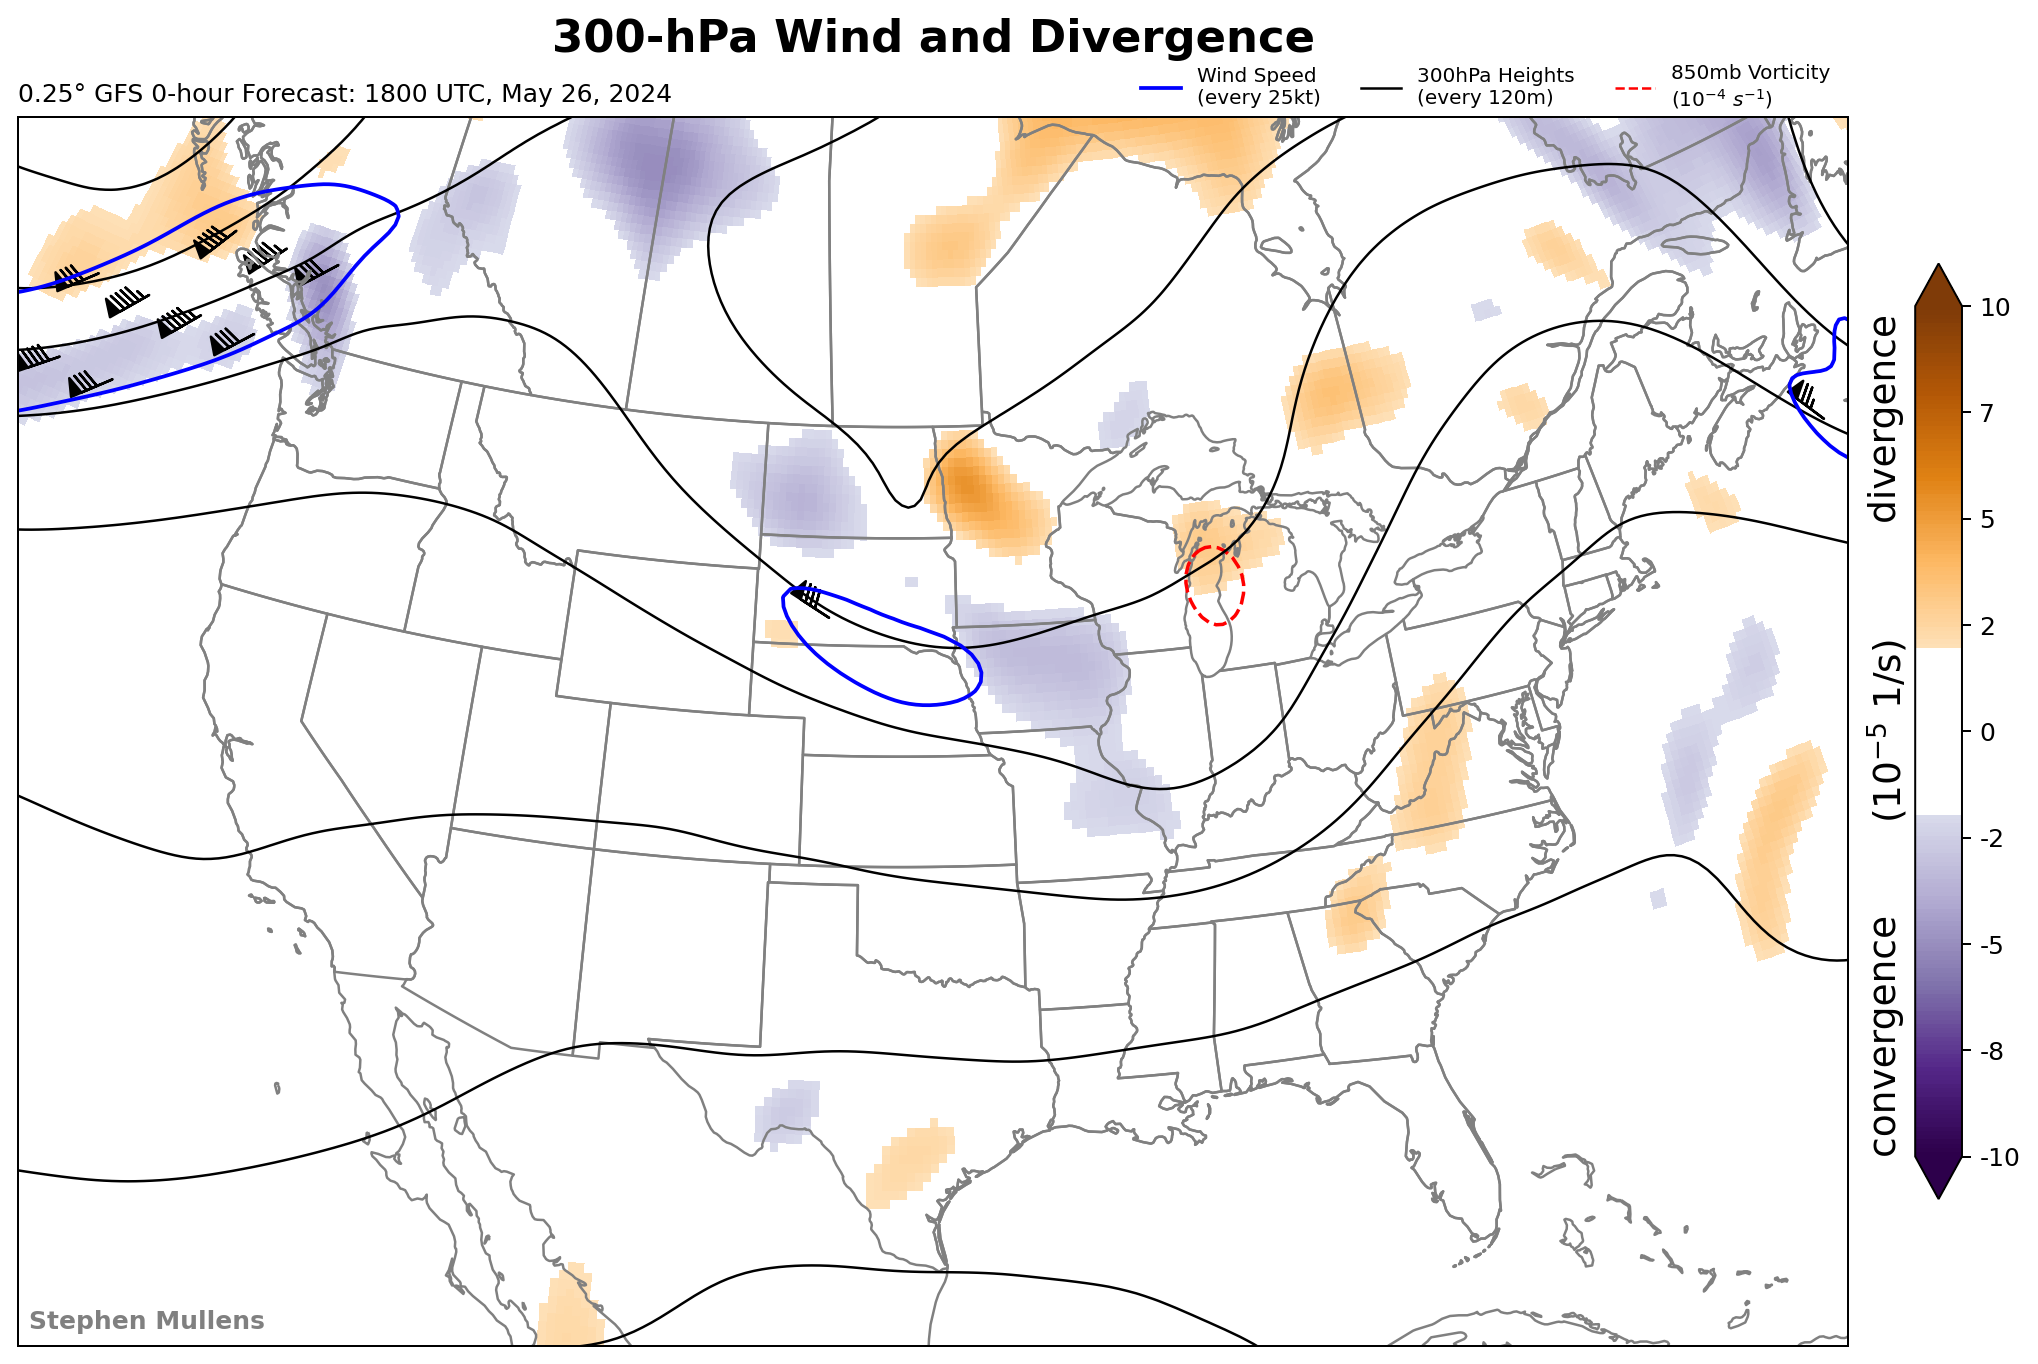 300-hPa Wind and Divergence
0.25° GFS 0-hour Forecast: 1800 UTC, May 26, 2024
Wind Speed
(every 25kt)
300hPa Heights
(every 120m)
850mb Vorticity
(10⁻⁴ s⁻¹)
10
7
5
2
0
-2
-5
-8
-10
convergence (10⁻⁵ 1/s) divergence
Stephen Mullens